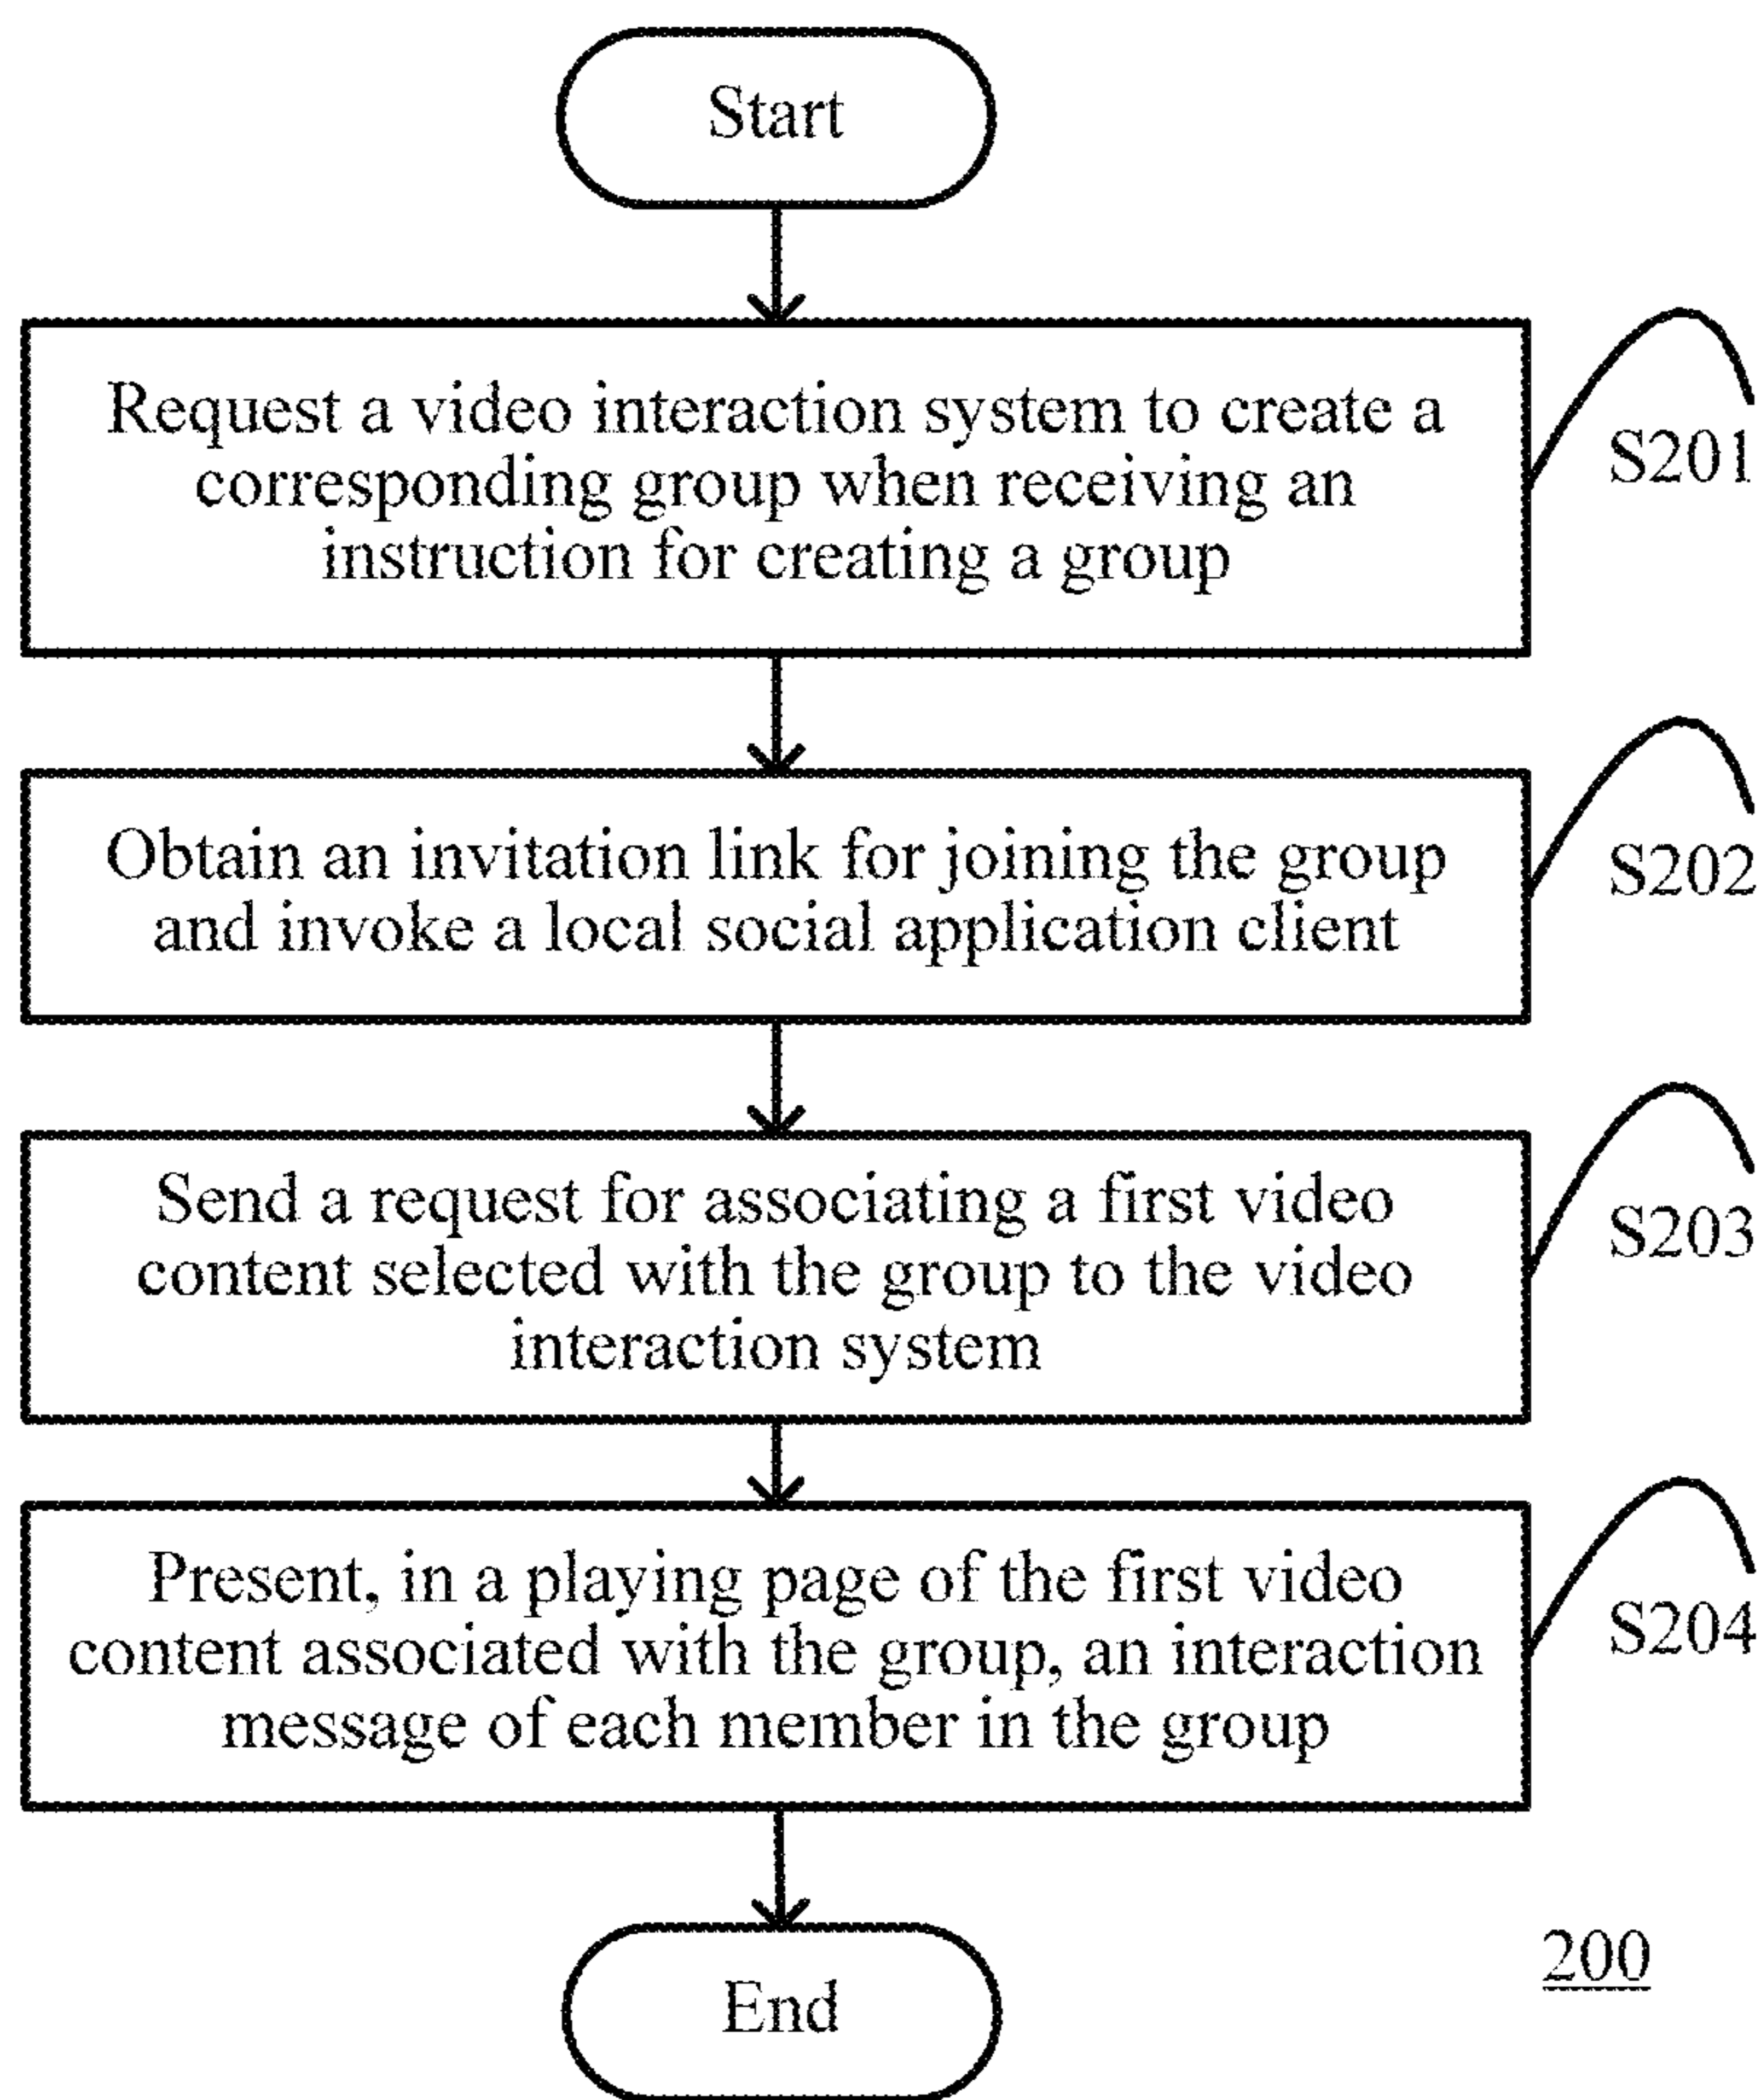 Start
Request a video interaction system to create a
corresponding group when receiving an
instruction for creating a group
S201
Obtain an invitation link for joining the group
and invoke a local social application client
S202
Send a request for associating a first video
content selected with the group to the video
interaction system
S203
Present, in a playing page of the first video
content associated with the group, an interaction
message of each member in the group
S204
End
200